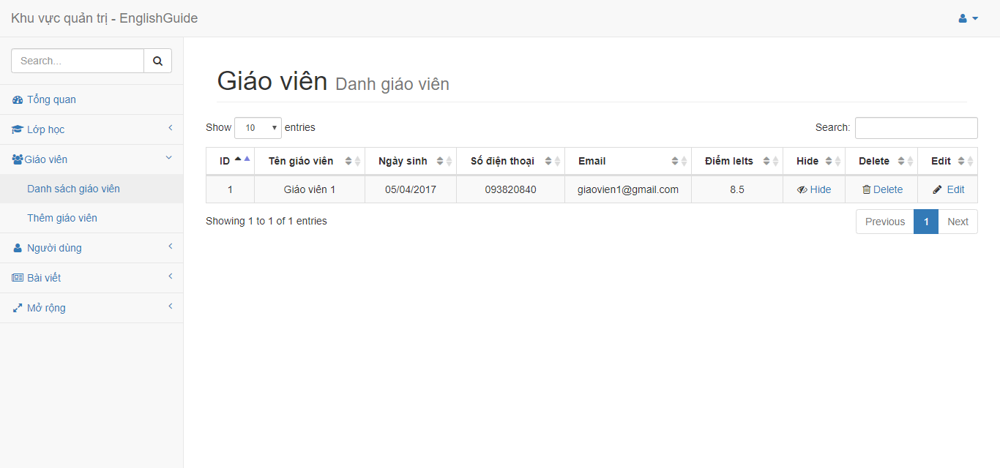 Khu vực quản trị - EnglishGuide
Search...
Tổng quan
Lớp học
Giáo viên
Danh sách giáo viên
Thêm giáo viên
Người dùng
Bài viết
Mở rộng
Giáo viên Danh giáo viên
Show 10 entries Search:
ID Tên giáo viên Ngày sinh Số điện thoại Email Điểm Ielts Hide Delete Edit
1 Giáo viên 1 05/04/2017 093820840 giaovien1@gmail.com 8.5 Hide Delete Edit
Showing 1 to 1 of 1 entries Previous 1 Next